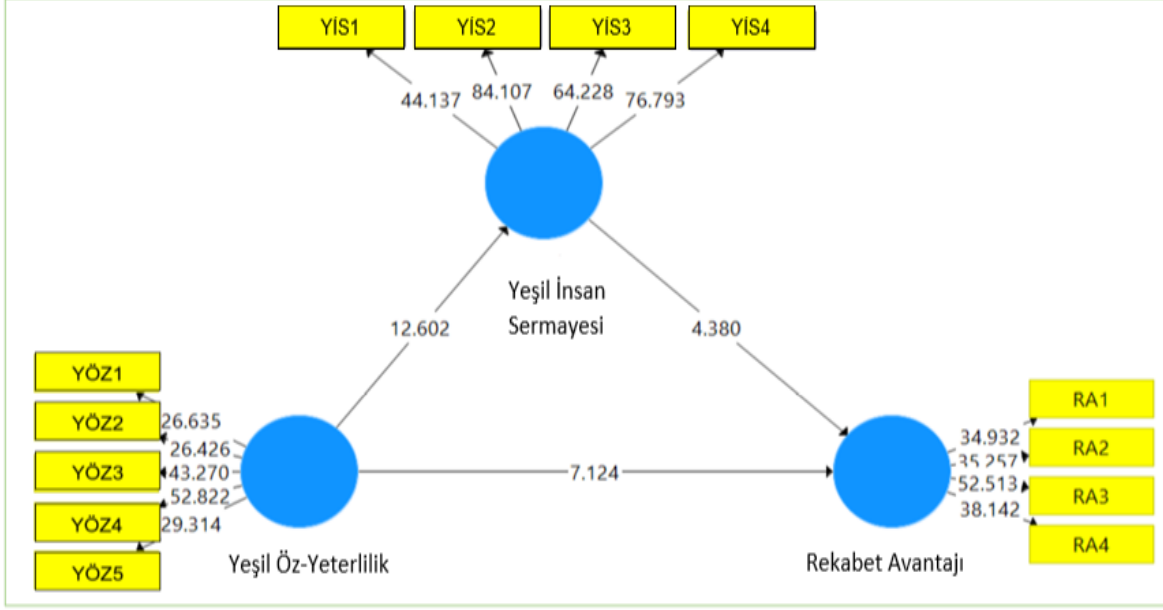 YİS1
YİS2
YİS3
YİS4
44.137
84.107
64.228
76.793
Yeşil İnsan
Sermayesi
12.602
4.380
YÖZ1
YÖZ2
YÖZ3
YÖZ4
YÖZ5
26.635
26.426
43.270
52.822
29.314
7.124
34.932
35.257
52.513
38.142
RA1
RA2
RA3
RA4
Yeşil Öz-Yeterlilik
Rekabet Avantajı